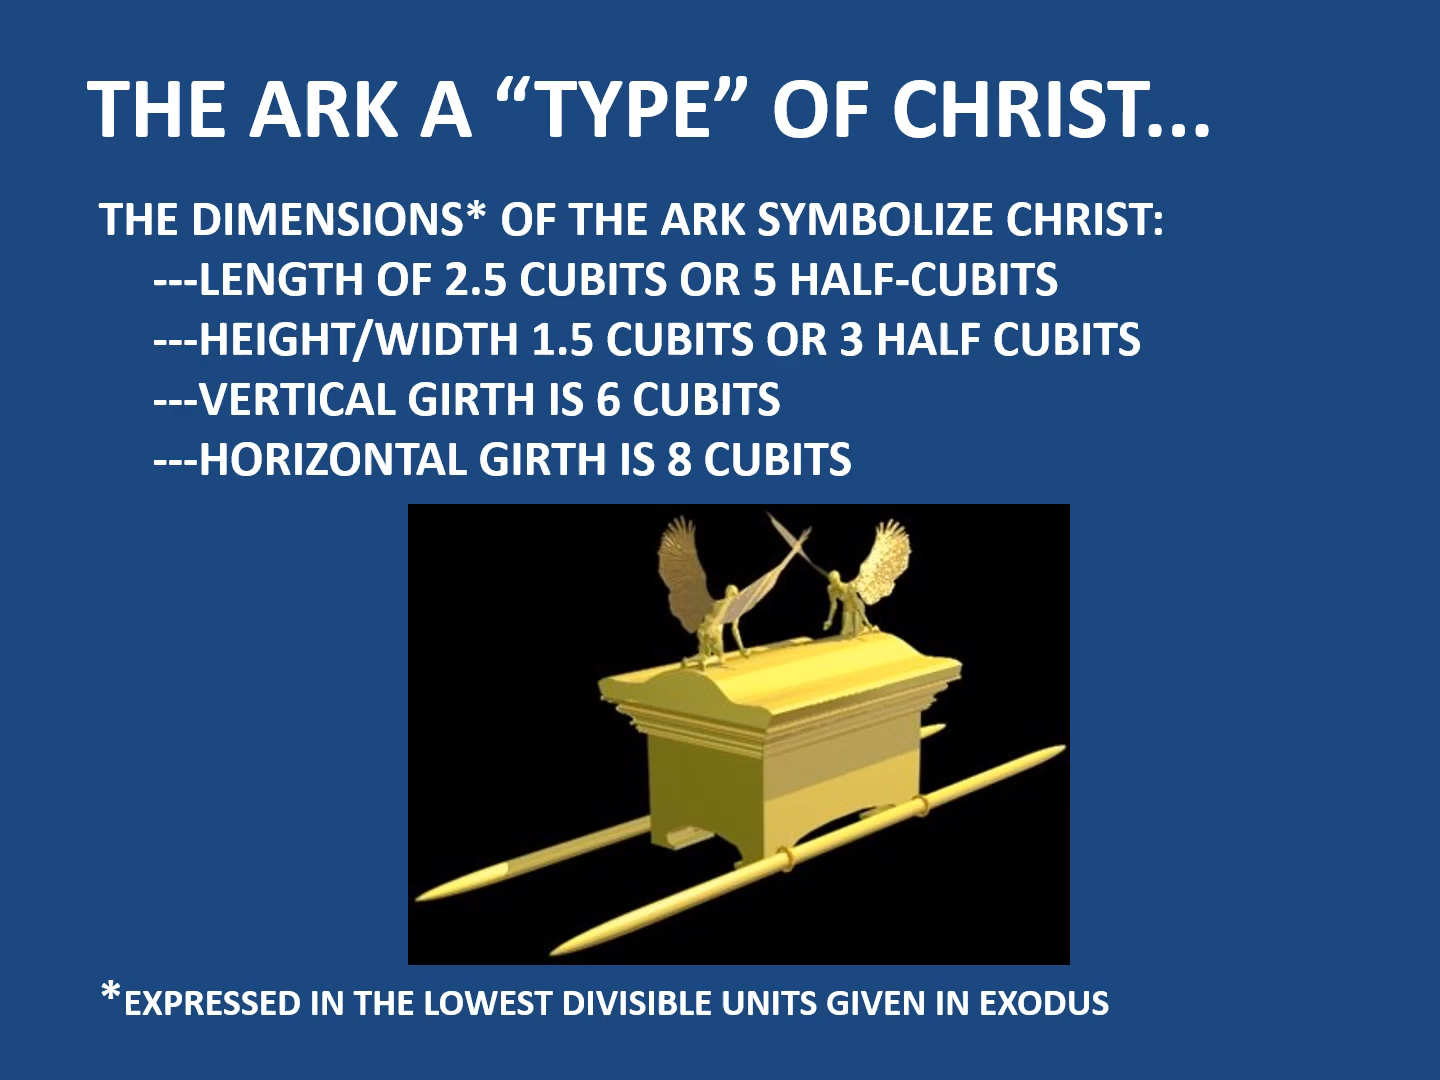 THE ARK A “TYPE” OF CHRIST...
THE DIMENSIONS* OF THE ARK SYMBOLIZE CHRIST:
---LENGTH OF 2.5 CUBITS OR 5 HALF-CUBITS
---HEIGHT/WIDTH 1.5 CUBITS OR 3 HALF CUBITS
---VERTICAL GIRTH IS 6 CUBITS
---HORIZONTAL GIRTH IS 8 CUBITS
*EXPRESSED IN THE LOWEST DIVISIBLE UNITS GIVEN IN EXODUS